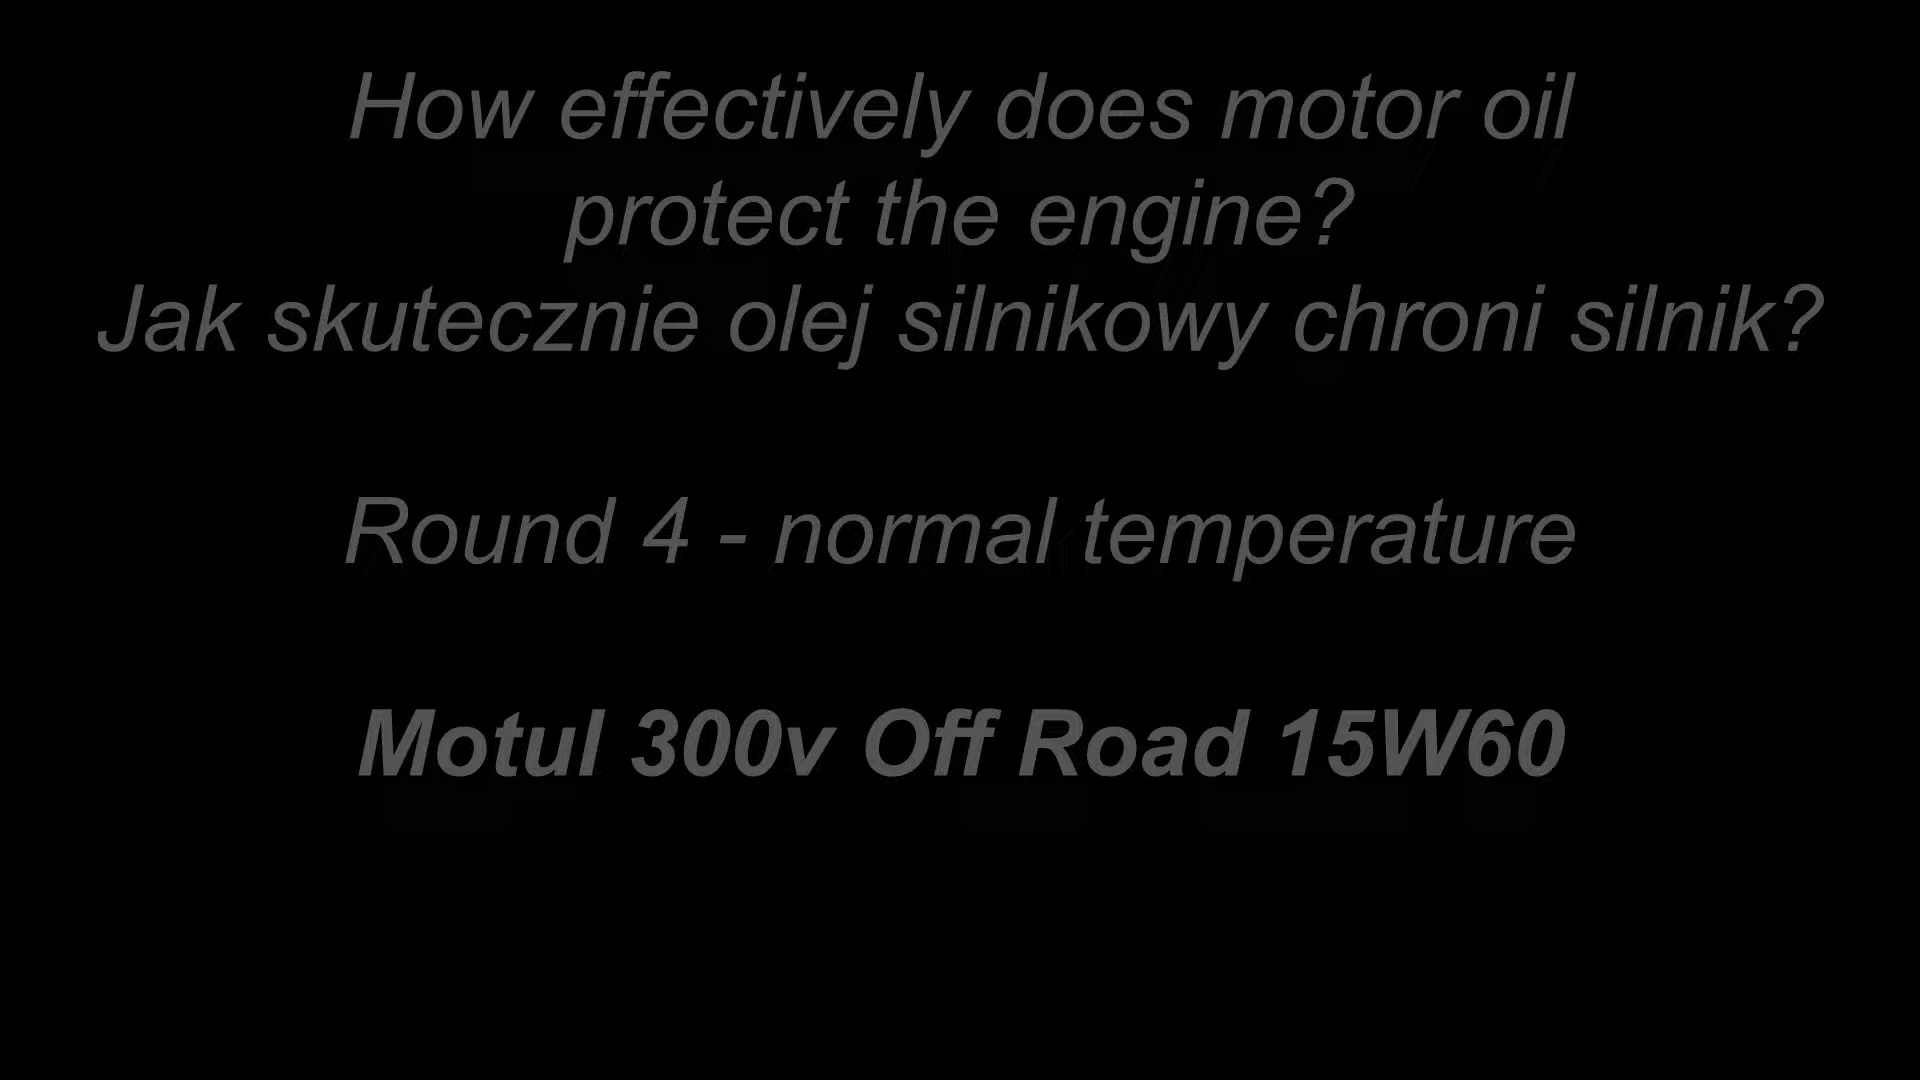 How effectively does motor oil
protect the engine?
Jak skutecznie olej silnikowy chroni silnik?
Round 4 - normal temperature
Motul 300v Off Road 15W60